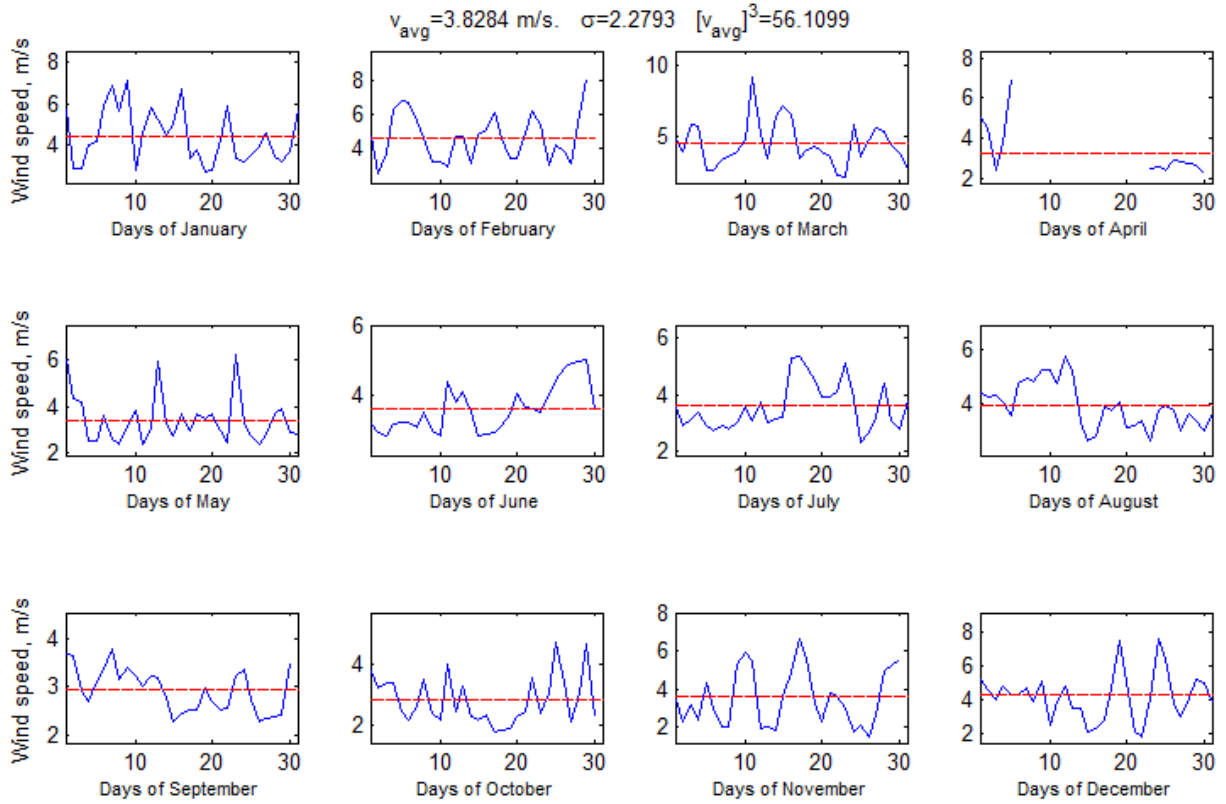 v_avg=3.8284 m/s. σ=2.2793 [v_avg]^3=56.1099
Wind speed, m/s
8
6
4
10 20 30
Days of January
8
6
4
10 20 30
Days of February
10
5
10 20 30
Days of March
8
6
4
2
10 20 30
Days of April
Wind speed, m/s
6
4
2
10 20 30
Days of May
6
4
10 20 30
Days of June
6
4
2
10 20 30
Days of July
6
4
10 20 30
Days of August
Wind speed, m/s
4
3
2
10 20 30
Days of September
4
2
10 20 30
Days of October
8
6
4
2
10 20 30
Days of November
8
6
4
2
10 20 30
Days of December